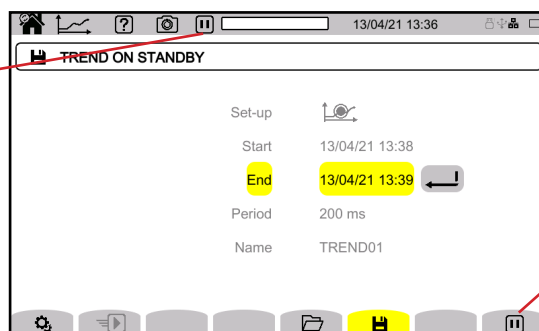 13/04/21 13:36
TREND ON STANDBY
Set-up
Start 13/04/21 13:38
End 13/04/21 13:39
Period 200 ms
Name TREND01